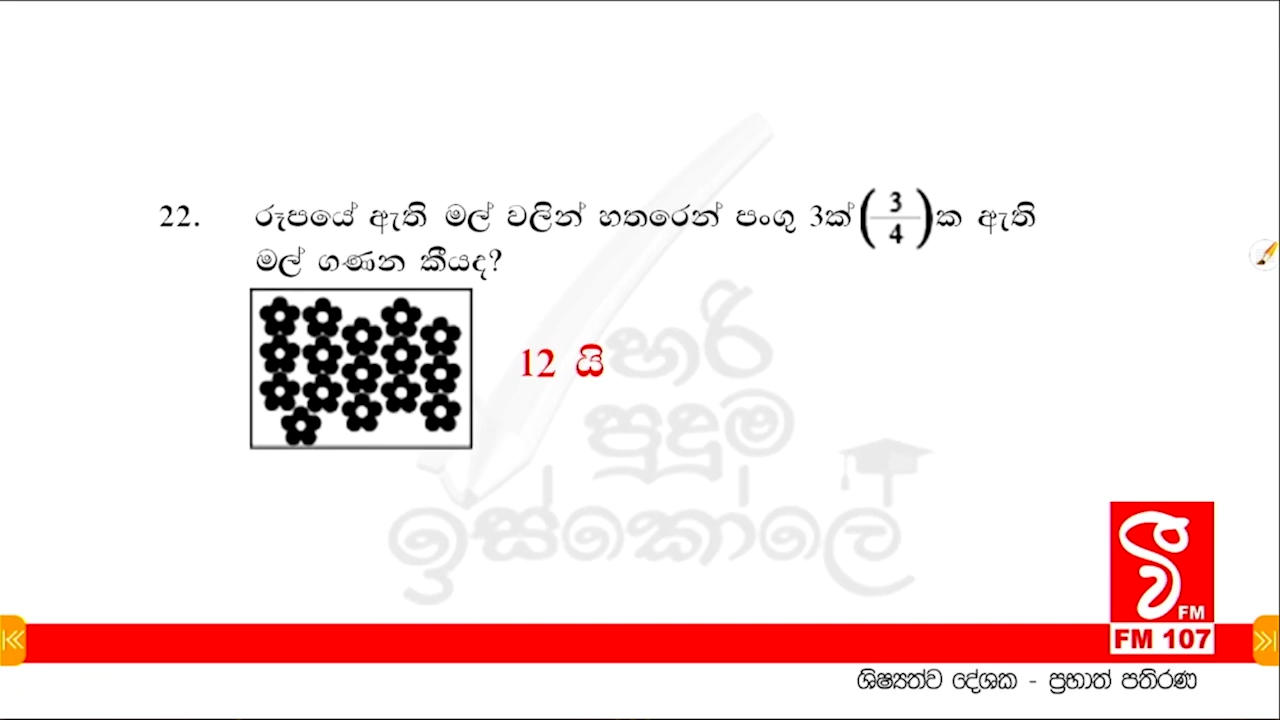 22. රූපයේ ඇති මල් වලින් හතරෙන් පංගු 3ක් (3/4) ක ඇති
මල් ගණන කීයද?
12 යි
හරි
පුදුම
ඉස්කෝලේ
වී FM
FM 107
ශිෂ්‍යත්ව දේශක - ප්‍රභාත් පතිරණ